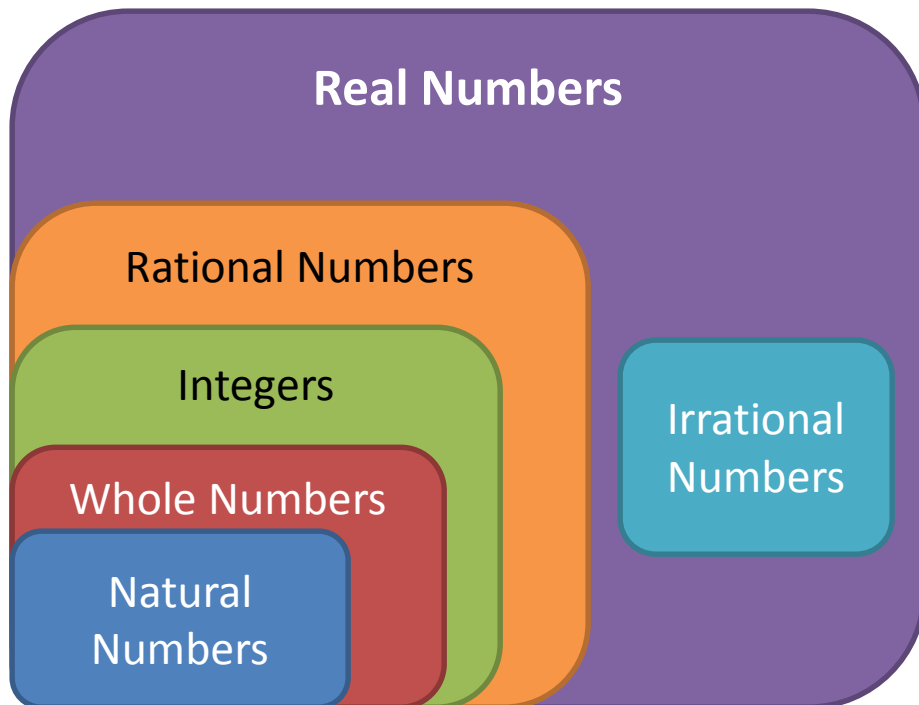 Real Numbers
Rational Numbers
Integers
Irrational
Numbers
Whole Numbers
Natural
Numbers